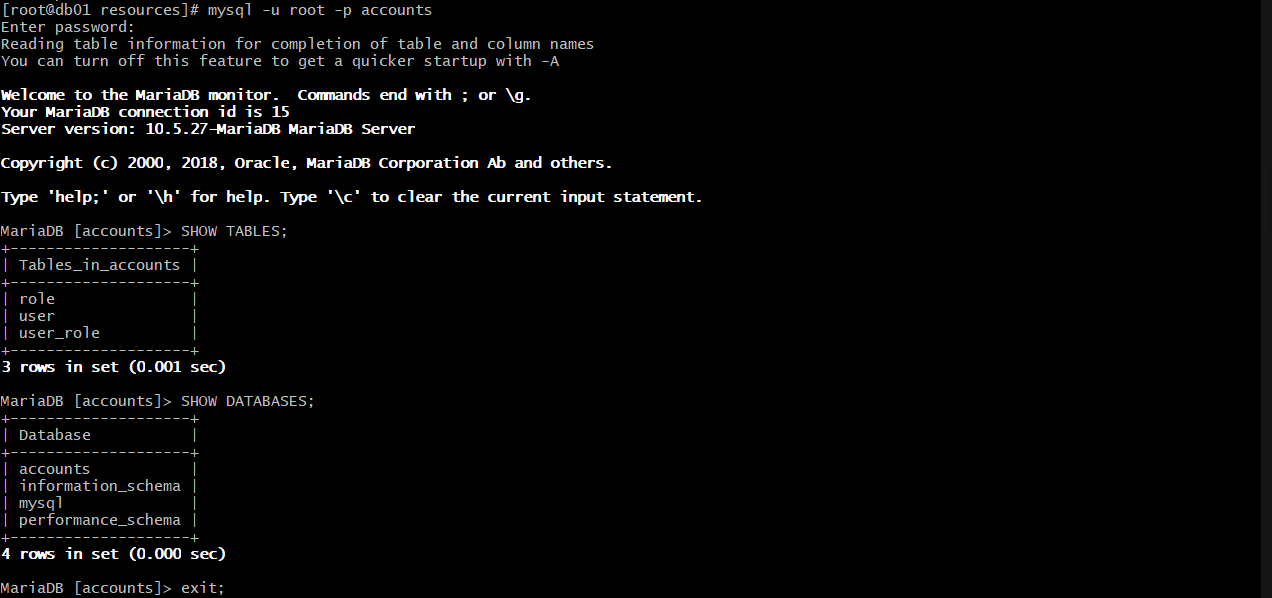 [root@db01 resources]# mysql -u root -p accounts
Enter password:
Reading table information for completion of table and column names
You can turn off this feature to get a quicker startup with -A
Welcome to the MariaDB monitor.  Commands end with ; or \g.
Your MariaDB connection id is 15
Server version: 10.5.27-MariaDB MariaDB Server
Copyright (c) 2000, 2018, Oracle, MariaDB Corporation Ab and others.
Type 'help;' or '\h' for help. Type '\c' to clear the current input statement.
MariaDB [accounts]> SHOW TABLES;
+--------------------+
| Tables_in_accounts |
+--------------------+
| role               |
| user               |
| user_role          |
+--------------------+
3 rows in set (0.001 sec)
MariaDB [accounts]> SHOW DATABASES;
+--------------------+
| Database           |
+--------------------+
| accounts           |
| information_schema |
| mysql              |
| performance_schema |
+--------------------+
4 rows in set (0.000 sec)
MariaDB [accounts]> exit;